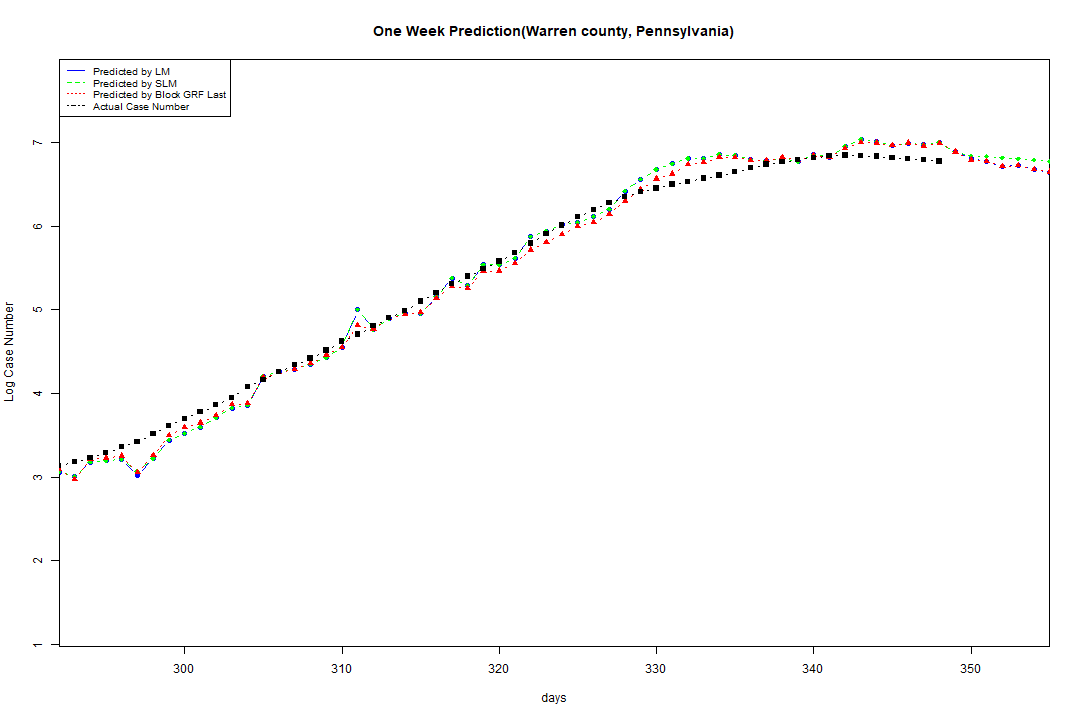 One Week Prediction(Warren county, Pennsylvania)
Predicted by LM
Predicted by SLM
Predicted by Block GRF Last
Actual Case Number
7
6
5
4
3
2
1
Log Case Number
300 310 320 330 340 350
days